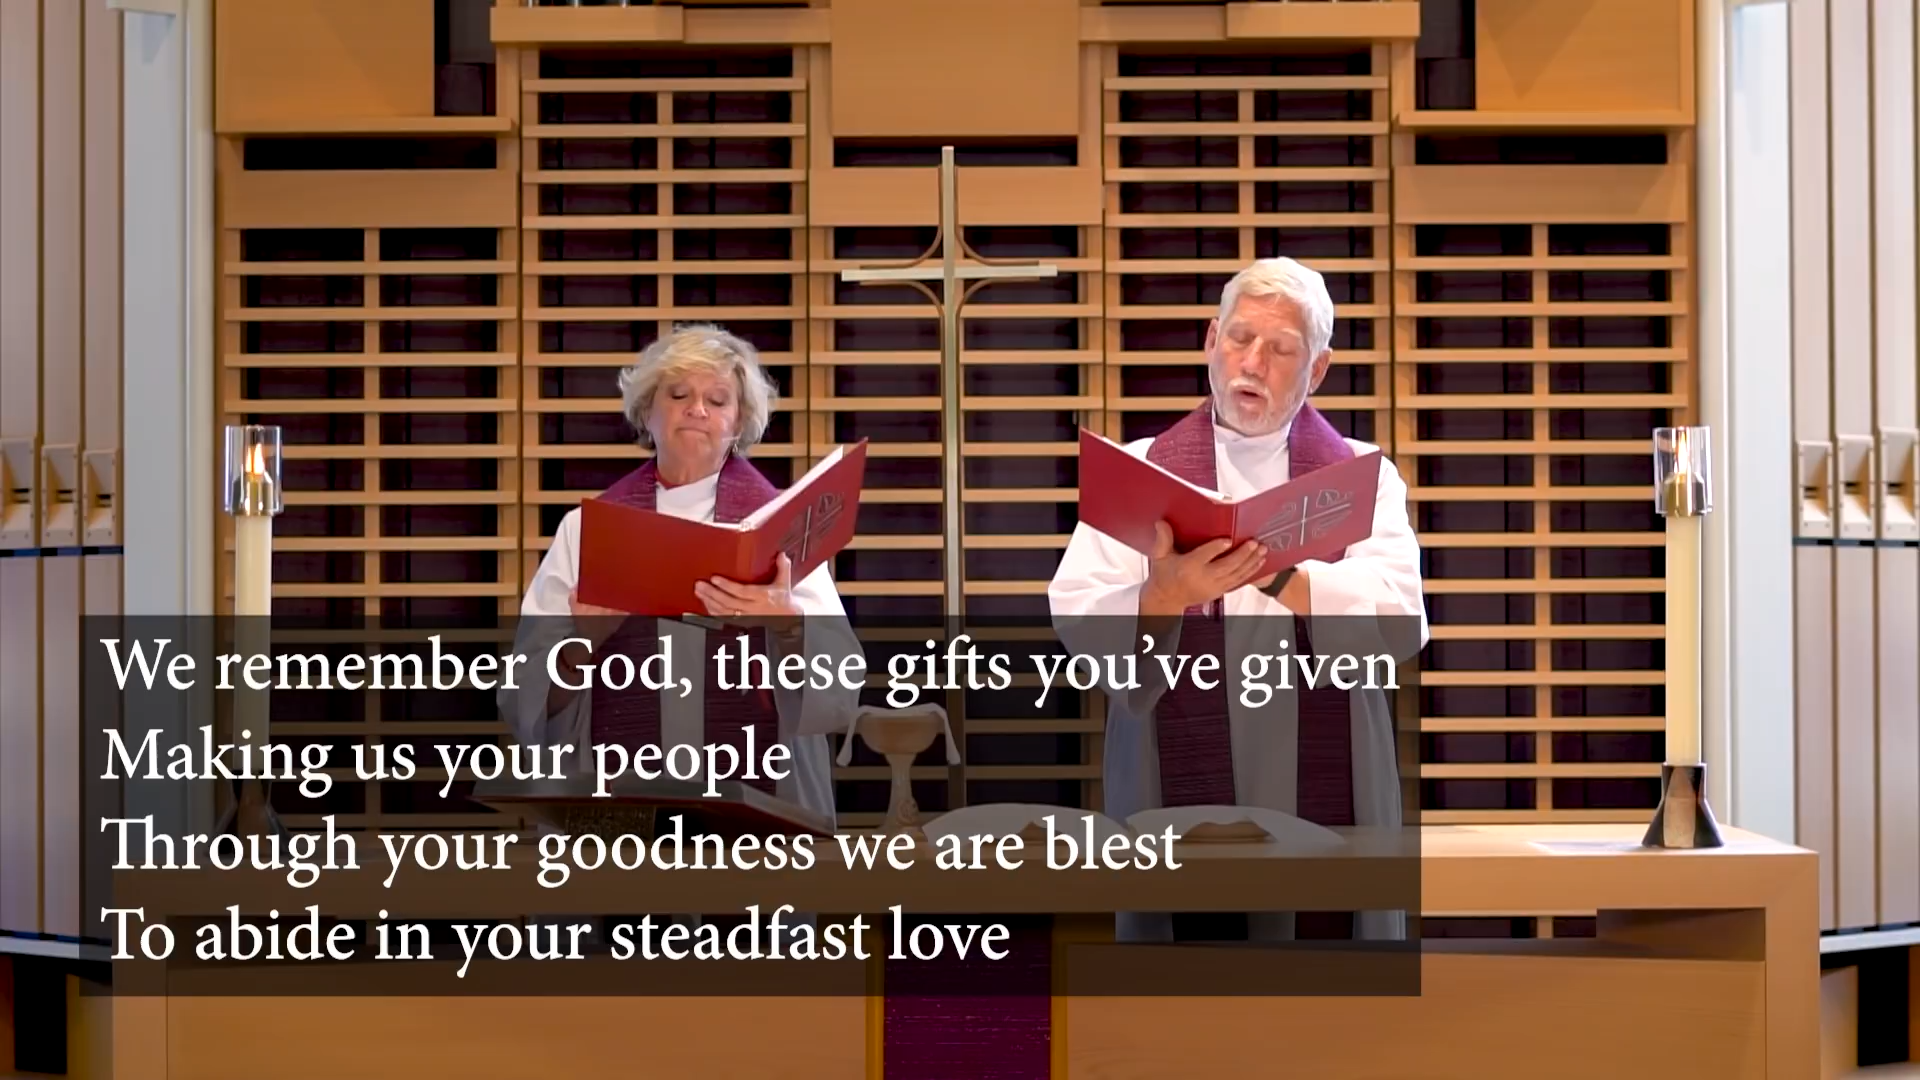 We remember God, these gifts you’ve given
Making us your people
Through your goodness we are blest
To abide in your steadfast love